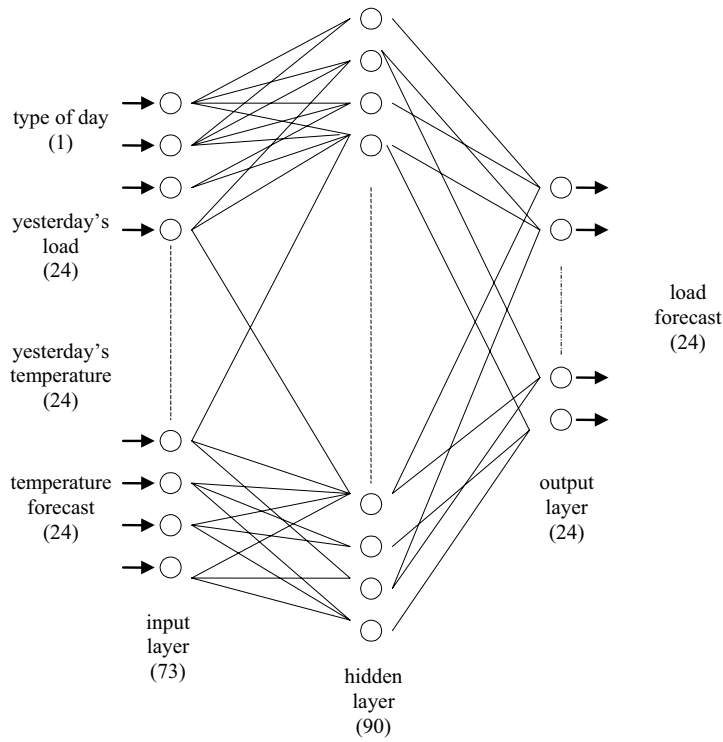 type of day
(1)
yesterday's
load
(24)
yesterday's
temperature
(24)
temperature
forecast
(24)
input
layer
(73)
hidden
layer
(90)
output
layer
(24)
load
forecast
(24)